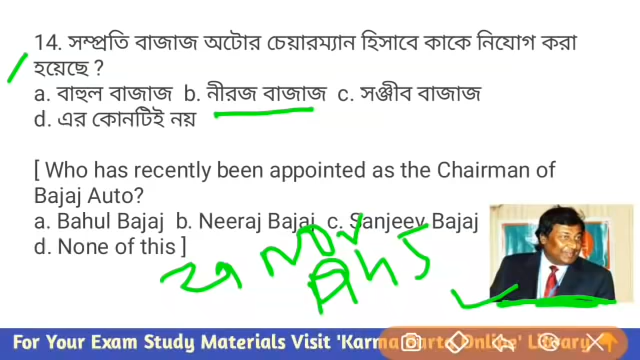 14. সম্প্রতি বাজাজ অটোর চেয়ারম্যান হিসাবে কাকে নিযোগ করা
হয়েছে ?
a. বাহুল বাজাজ b. নীরজ বাজাজ c. সঞ্জীব বাজাজ
d. এর কোনটিই নয়
[ Who has recently been appointed as the Chairman of
Bajaj Auto?
a. Bahul Bajaj b. Neeraj Bajaj c. Sanjeev Bajaj
d. None of this ]
For Your Exam Study Materials Visit 'Karma Online' Library